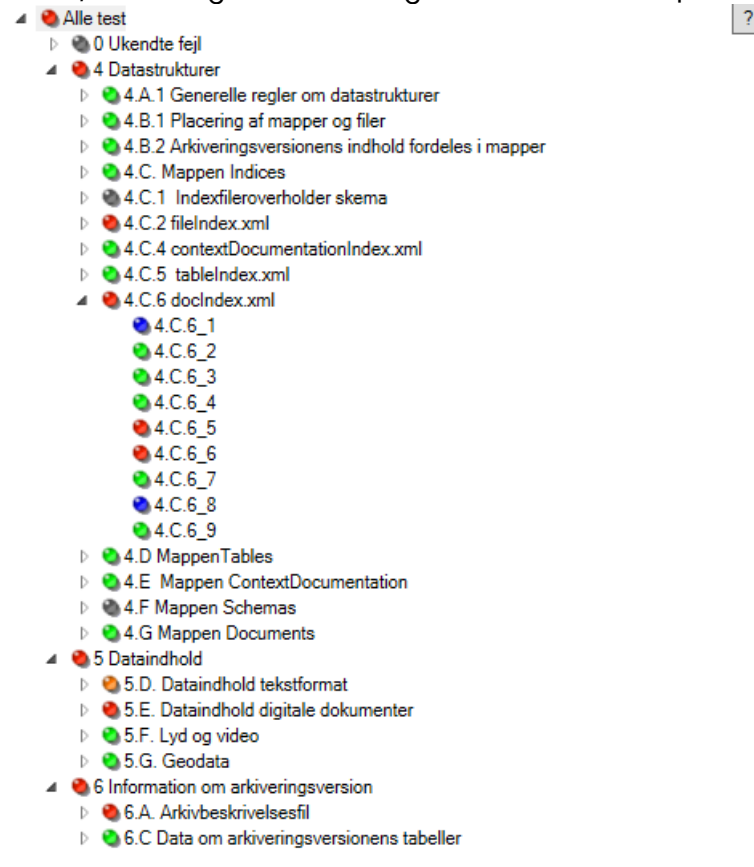 Alle test
?
0 Ukendte fejl
4 Datastrukturer
4.A.1 Generelle regler om datastrukturer
4.B.1 Placering af mapper og filer
4.B.2 Arkiveringsversionens indhold fordeles i mapper
4.C. Mappen Indices
4.C.1 Indexfileroverholder skema
4.C.2 fileIndex.xml
4.C.4 contextDocumentationIndex.xml
4.C.5 tableIndex.xml
4.C.6 docIndex.xml
4.C.6_1
4.C.6_2
4.C.6_3
4.C.6_4
4.C.6_5
4.C.6_6
4.C.6_7
4.C.6_8
4.C.6_9
4.D MappenTables
4.E Mappen ContextDocumentation
4.F Mappen Schemas
4.G Mappen Documents
5 Dataindhold
5.D. Dataindhold tekstformat
5.E. Dataindhold digitale dokumenter
5.F. Lyd og video
5.G. Geodata
6 Information om arkiveringsversion
6.A. Arkivbeskrivelsesfil
6.C Data om arkiveringsversionens tabeller